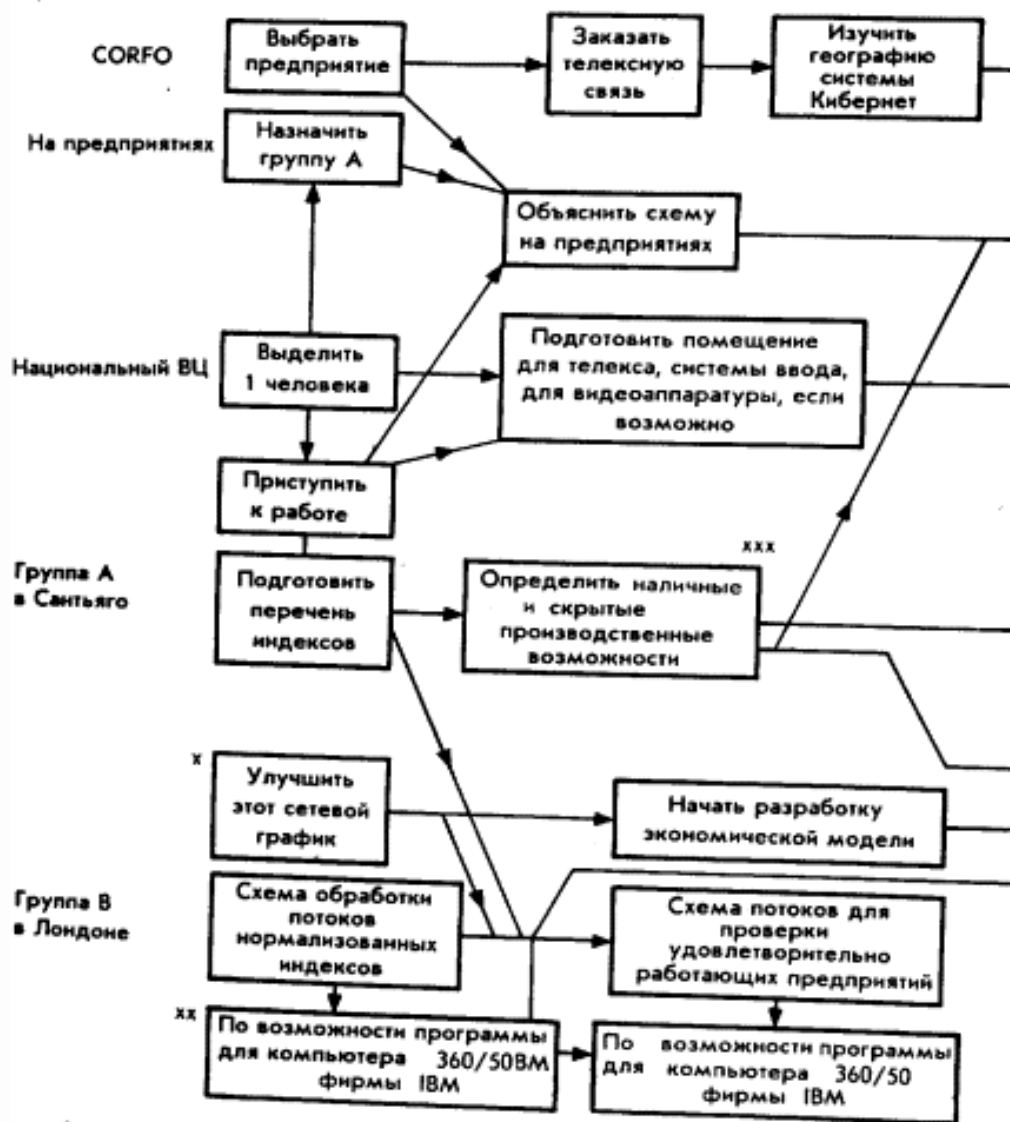 CORFO
Выбрать
предприятие
Заказать
телексную
связь
Изучить
географию
системы
Кибернет
На предприятиях
Назначить
группу А
Объяснить схему
на предприятиях
Национальный ВЦ
Выделить
1 человека
Подготовить помещение
для телекса, системы ввода,
для видеоаппаратуры, если
возможно
Приступить
к работе
Группа А
в Сантьяго
Подготовить
перечень
индексов
xxx
Определить наличные
и скрытые
производственные
возможности
x
Улучшить
этот сетевой
график
Начать разработку
экономической модели
Группа В
в Лондоне
Схема обработки
потоков
нормализованных
индексов
Схема потоков для
проверки
удовлетворительно
работающих предприятий
xx
По возможности программы
для компьютера 360/50ВМ
фирмы IBM
По возможности программы
для компьютера 360/50
фирмы IBM